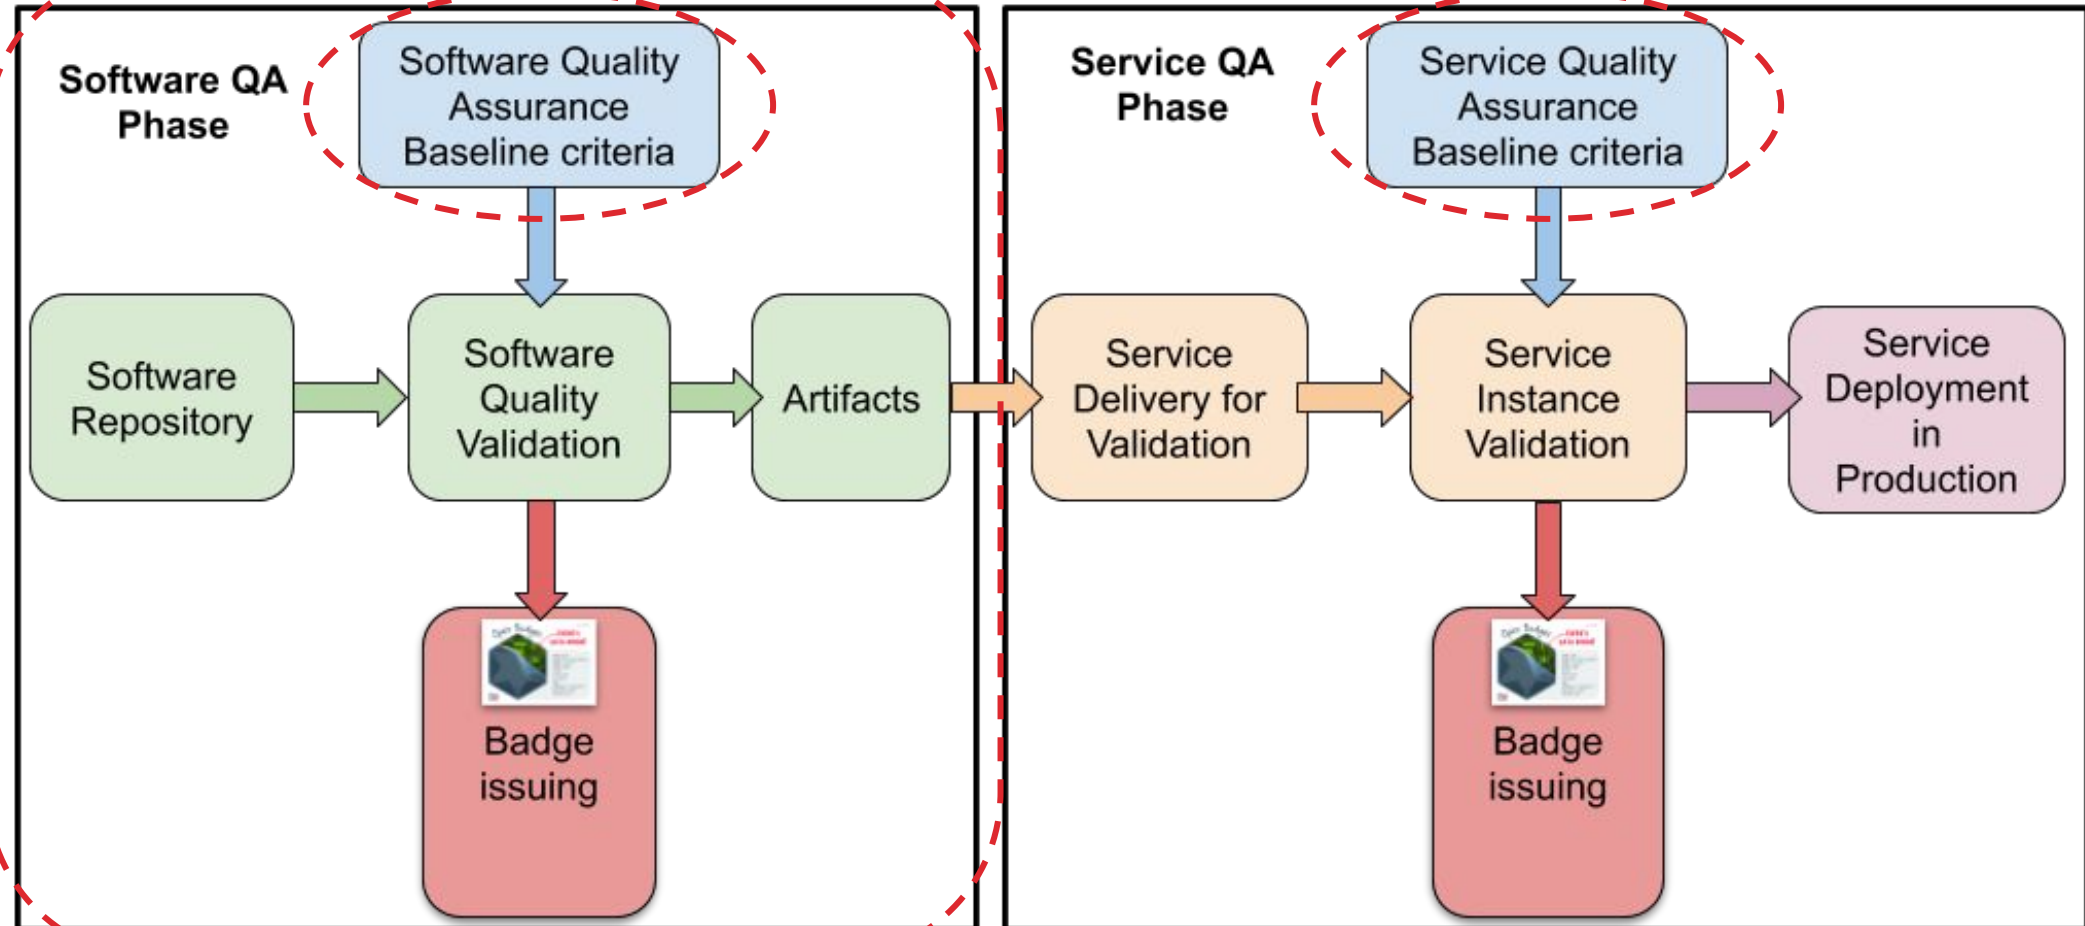 Software QA
Phase
Software Quality
Assurance
Baseline criteria
Software
Repository
Software
Quality
Validation
Artifacts
Badge
issuing
Service QA
Phase
Service Quality
Assurance
Baseline criteria
Service
Delivery for
Validation
Service
Instance
Validation
Service
Deployment
in
Production
Badge
issuing